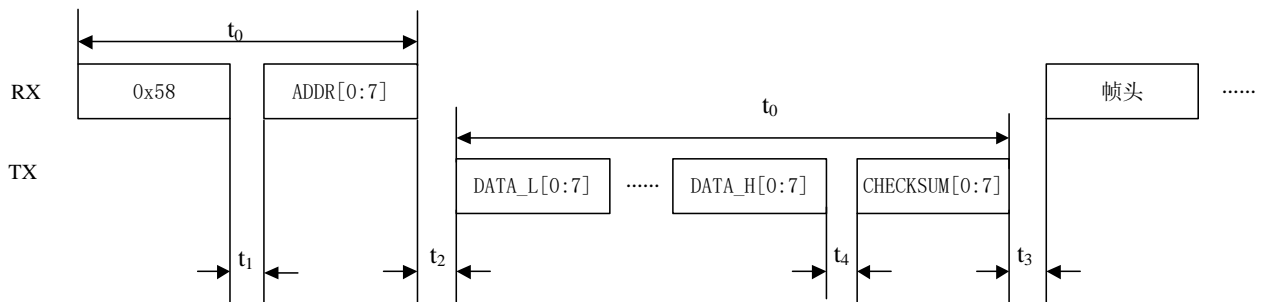 t₀
RX 0x58 ADDR[0:7] 帧头 ······
t₀
TX
DATA_L[0:7] ······ DATA_H[0:7] CHECKSUM[0:7]
t₁ t₂ t₄ t₃